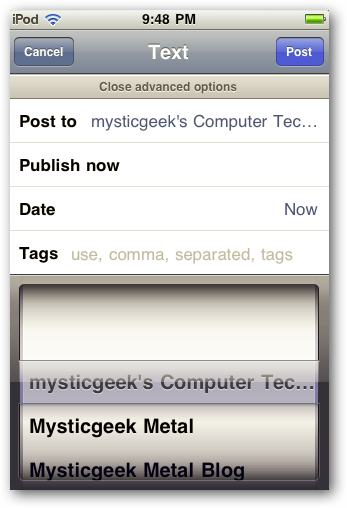 iPod 9:48 PM
Cancel Text Post
Close advanced options
Post to mysticgeek's Computer Tec...
Publish now
Date Now
Tags use, comma, separated, tags
mysticgeek's Computer Tec...
Mysticgeek Metal
Mysticgeek Metal Blog